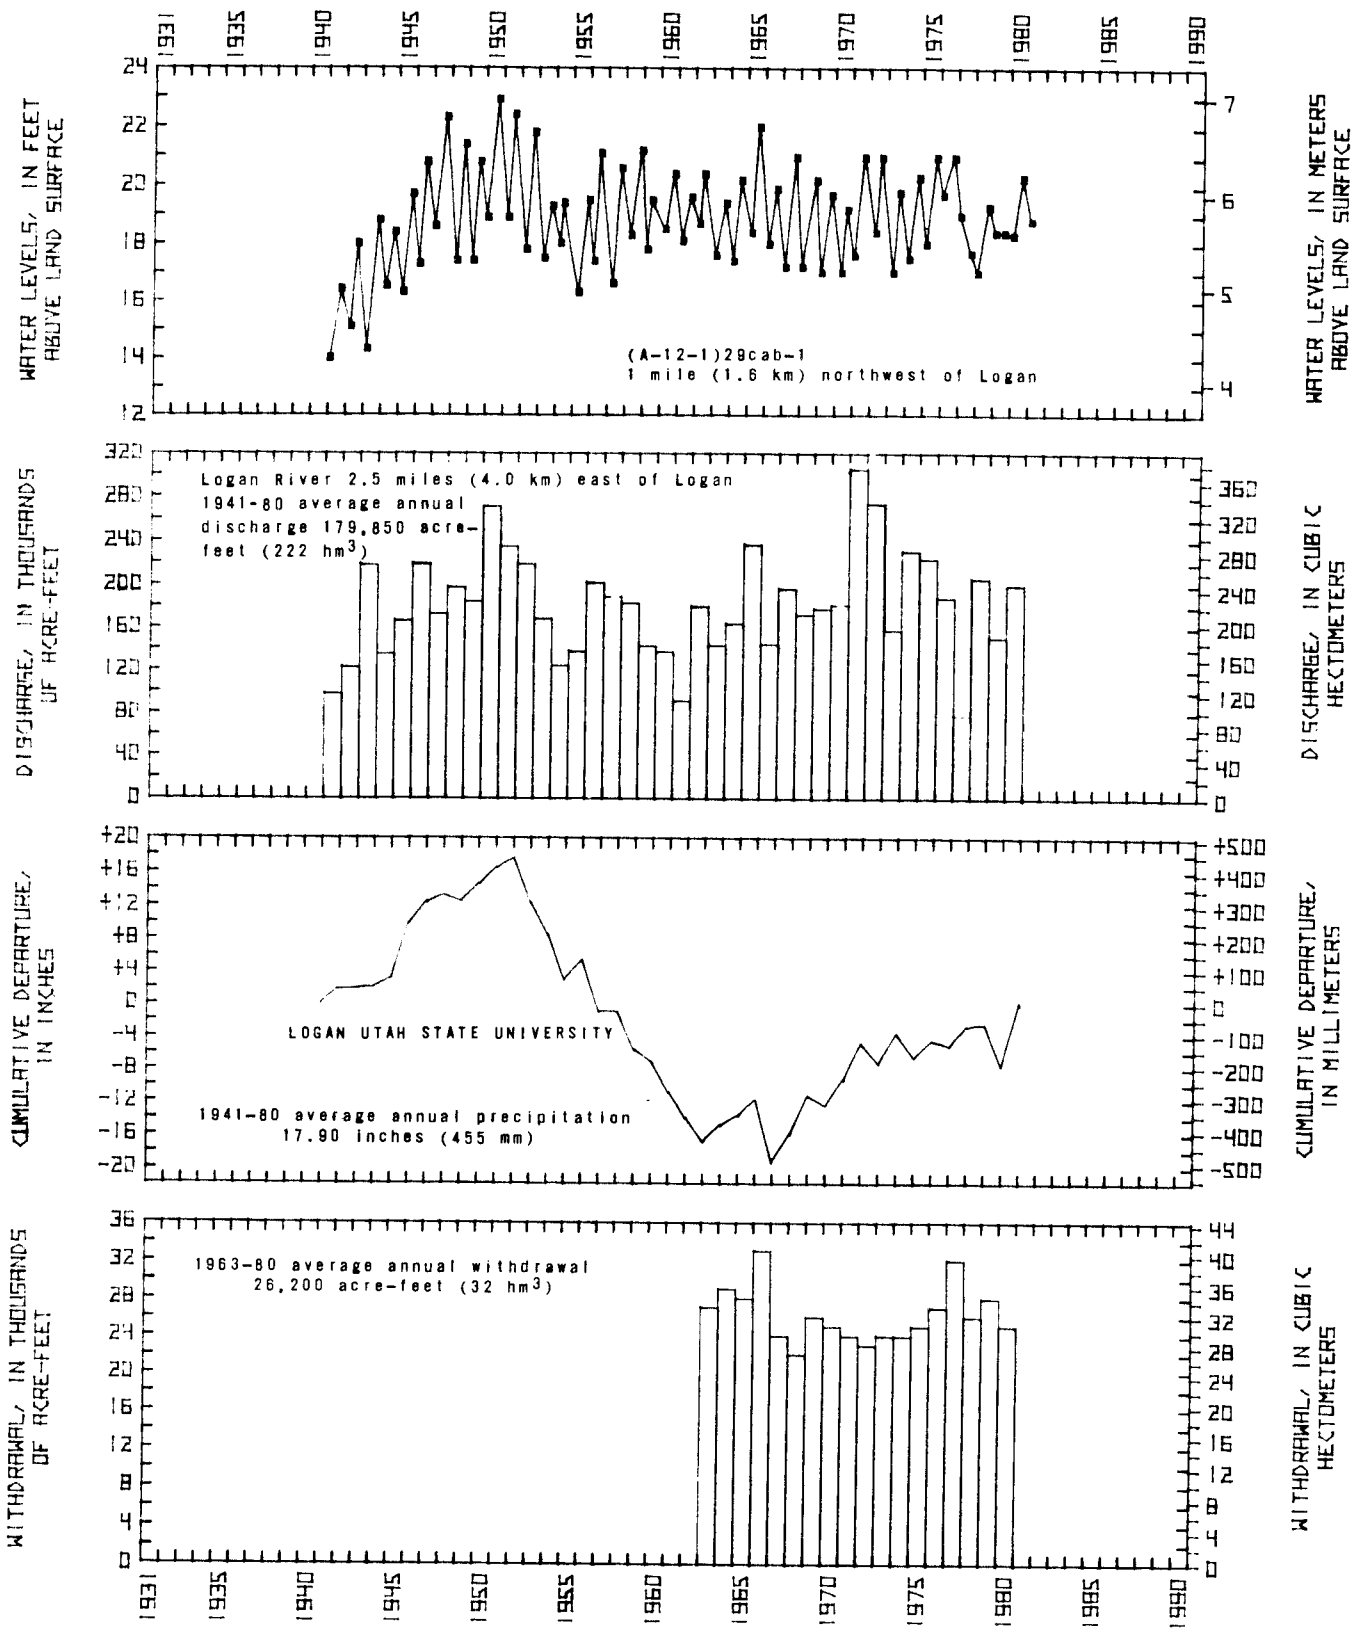 1931 1935 1940 1945 1950 1955 1960 1965 1970 1975 1980 1985 1990
WATER LEVELS, IN FEET
ABOVE LAND SURFACE
24
22
20
18
16
14
12
7
6
5
4
WATER LEVELS, IN METERS
ABOVE LAND SURFACE
(A-12-1)29cab-1
1 mile (1.6 km) northwest of Logan
DISCHARGE, IN THOUSANDS
OF ACRE-FEET
320
280
240
200
160
120
80
40
0
Logan River 2.5 miles (4.0 km) east of Logan
1941-80 average annual
discharge 179,850 acre-
feet (222 hm³)
360
320
280
240
200
160
120
80
40
0
DISCHARGE, IN CUBIC
HECTOMETERS
CUMULATIVE DEPARTURE,
IN INCHES
+20
+16
+12
+8
+4
0
-4
-8
-12
-16
-20
LOGAN UTAH STATE UNIVERSITY
1941-80 average annual precipitation
17.90 inches (455 mm)
+500
+400
+300
+200
+100
0
-100
-200
-300
-400
-500
CUMULATIVE DEPARTURE,
IN MILLIMETERS
WITHDRAWAL, IN THOUSANDS
OF ACRE-FEET
36
32
28
24
20
16
12
8
4
0
1963-80 average annual withdrawal
26,200 acre-feet (32 hm³)
44
40
36
32
28
24
20
16
12
8
4
0
WITHDRAWAL, IN CUBIC
HECTOMETERS
1931 1935 1940 1945 1950 1955 1960 1965 1970 1975 1980 1985 1990